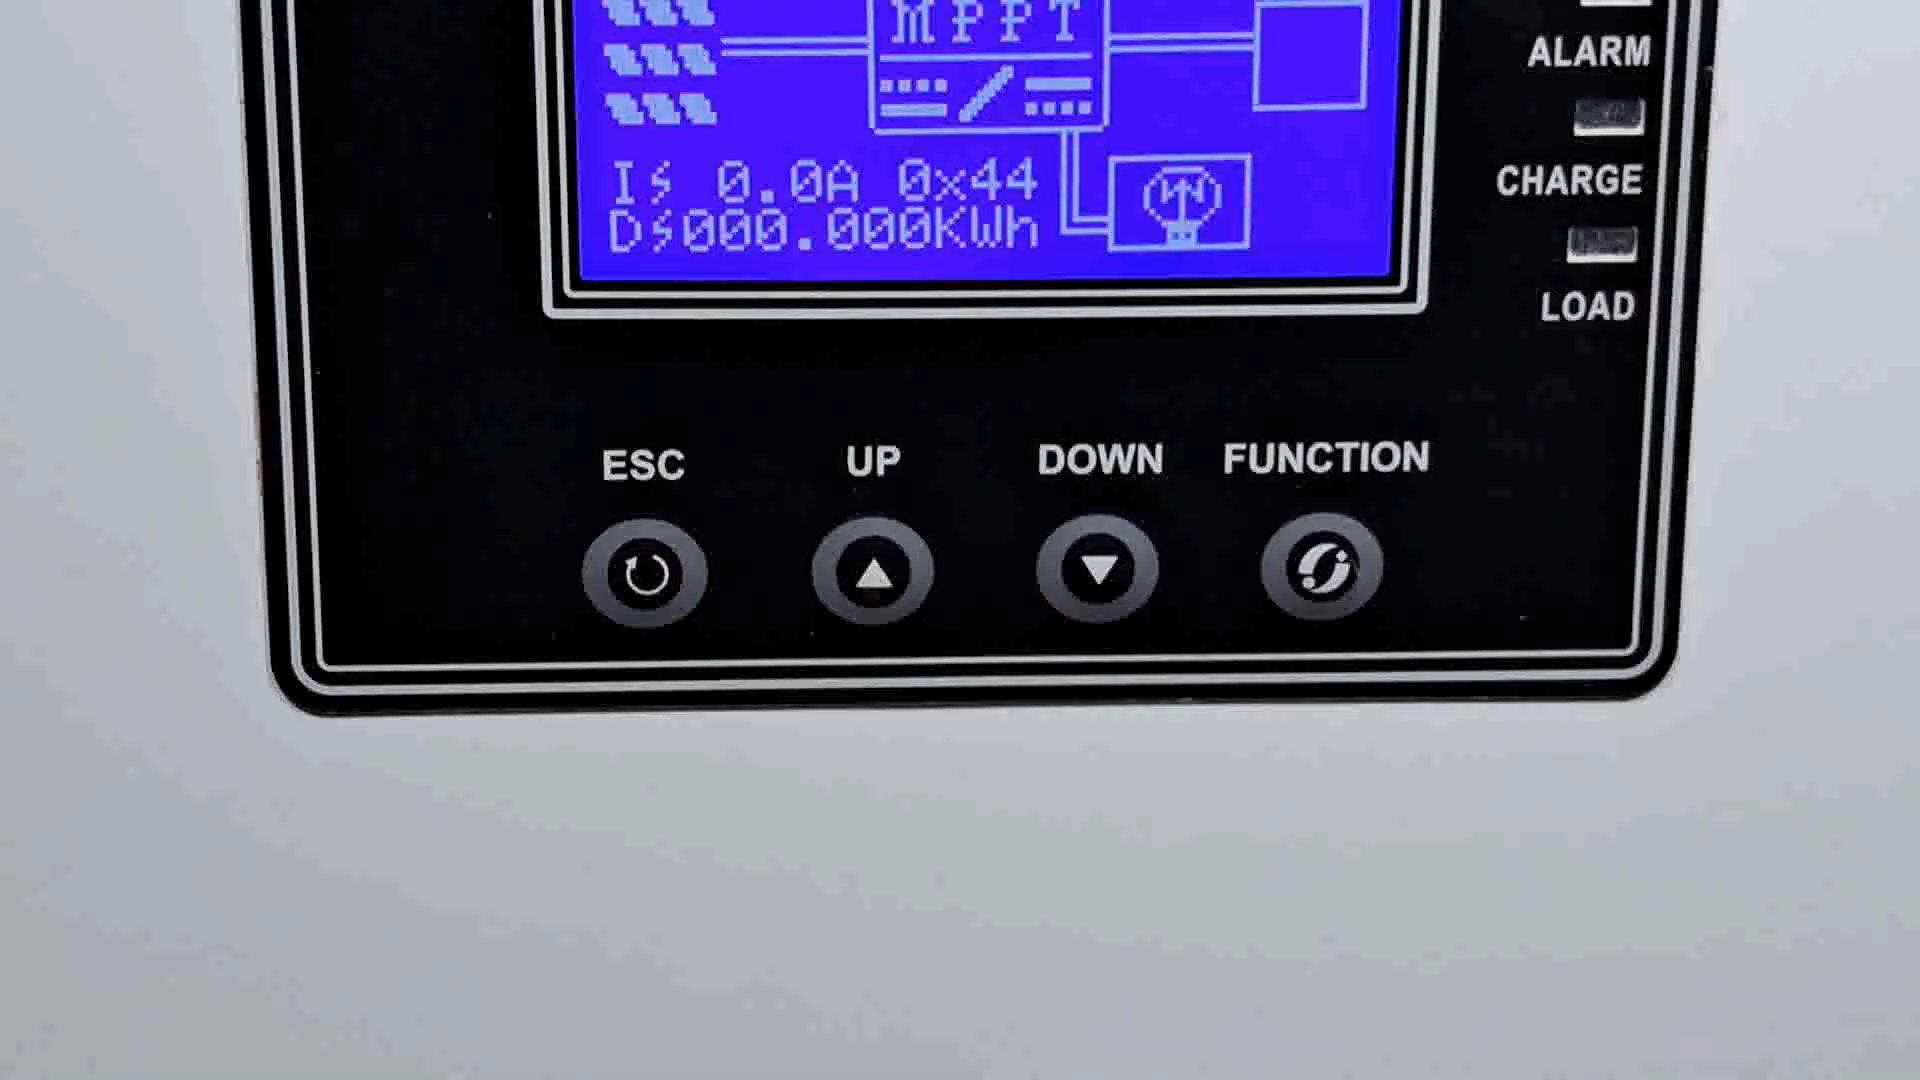 MPPT
ALARM
I 0.0A 0x44
D 000.000KWh
CHARGE
LOAD
ESC UP DOWN FUNCTION